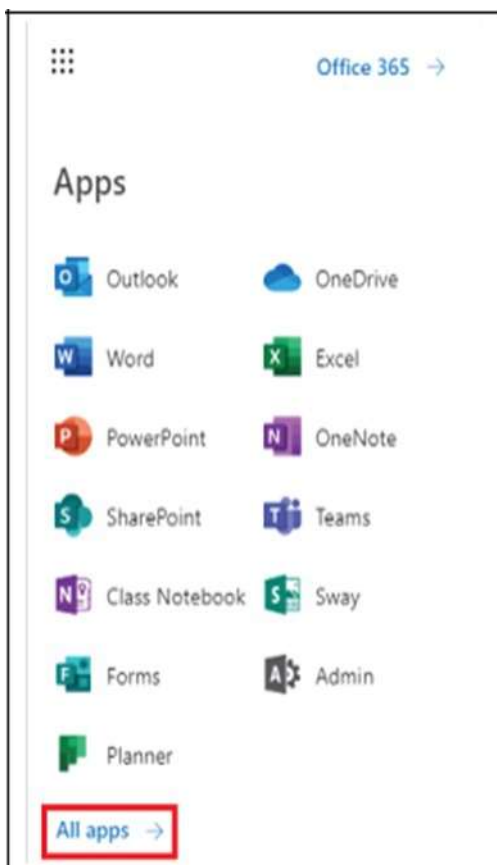 Office 365 →
Apps
Outlook OneDrive
Word Excel
PowerPoint OneNote
SharePoint Teams
Class Notebook Sway
Forms Admin
Planner
All apps →